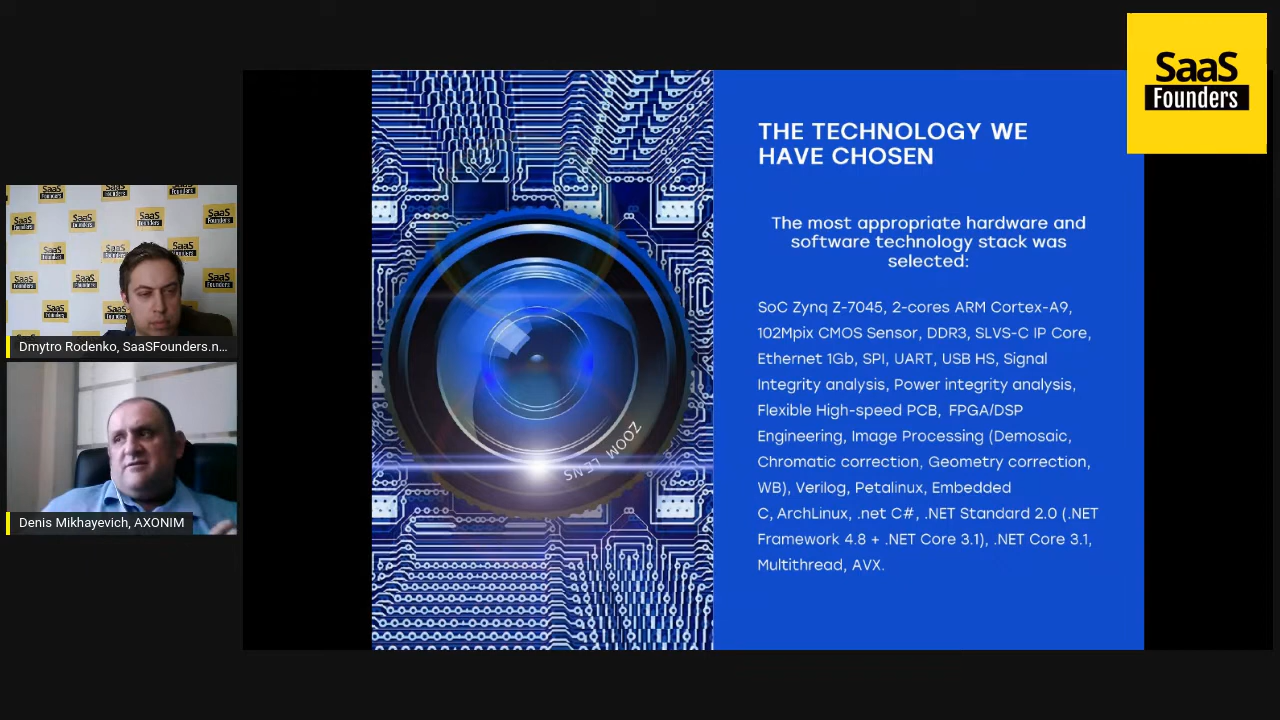 SaaS
Founders
THE TECHNOLOGY WE
HAVE CHOSEN
The most appropriate hardware and
software technology stack was
selected:
SoC Zynq Z-7045, 2-cores ARM Cortex-A9,
102Mpix CMOS Sensor, DDR3, SLVS-C IP Core,
Ethernet 1Gb, SPI, UART, USB HS, Signal
Integrity analysis, Power integrity analysis,
Flexible High-speed PCB, FPGA/DSP
Engineering, Image Processing (Demosaic,
Chromatic correction, Geometry correction,
WB), Verilog, Petalinux, Embedded
C, ArchLinux, .net C#, .NET Standard 2.0 (.NET
Framework 4.8 + .NET Core 3.1), .NET Core 3.1,
Multithread, AVX.
ZOOM LENS
Dmytro Rodenko, SaaSFounders.n...
Denis Mikhayevich, AXONIM